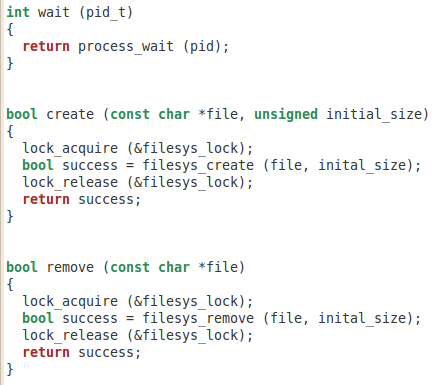 int wait (pid_t)
{
  return process_wait (pid);
}

bool create (const char *file, unsigned initial_size)
{
  lock_acquire (&filesys_lock);
  bool success = filesys_create (file, inital_size);
  lock_release (&filesys_lock);
  return success;
}

bool remove (const char *file)
{
  lock_acquire (&filesys_lock);
  bool success = filesys_remove (file, inital_size);
  lock_release (&filesys_lock);
  return success;
}